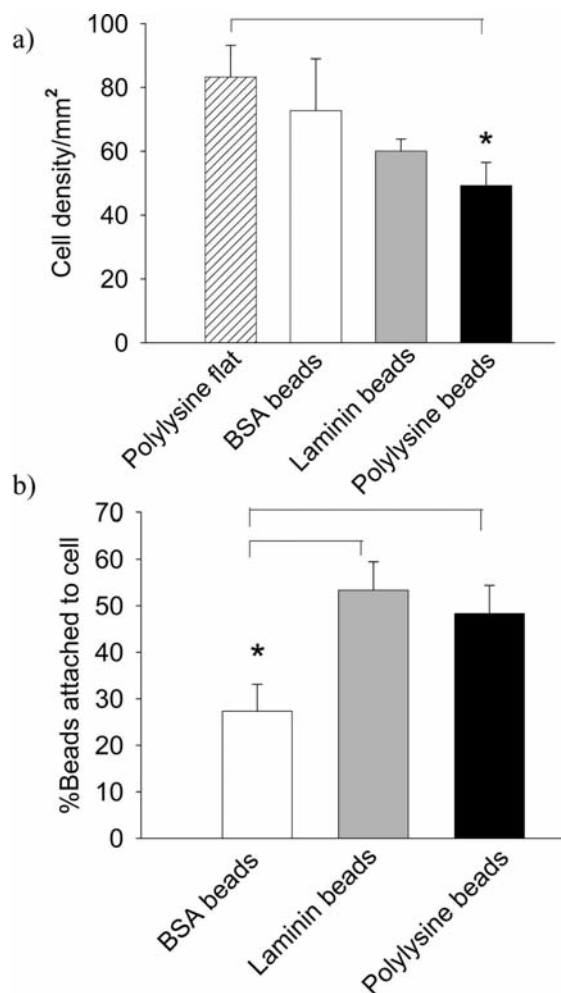 a)
100
80
60
40
20
0
Cell density/mm²
*
Polylysine flat
BSA beads
Laminin beads
Polylysine beads
b)
70
60
50
40
30
20
10
0
%Beads attached to cell
*
BSA beads
Laminin beads
Polylysine beads